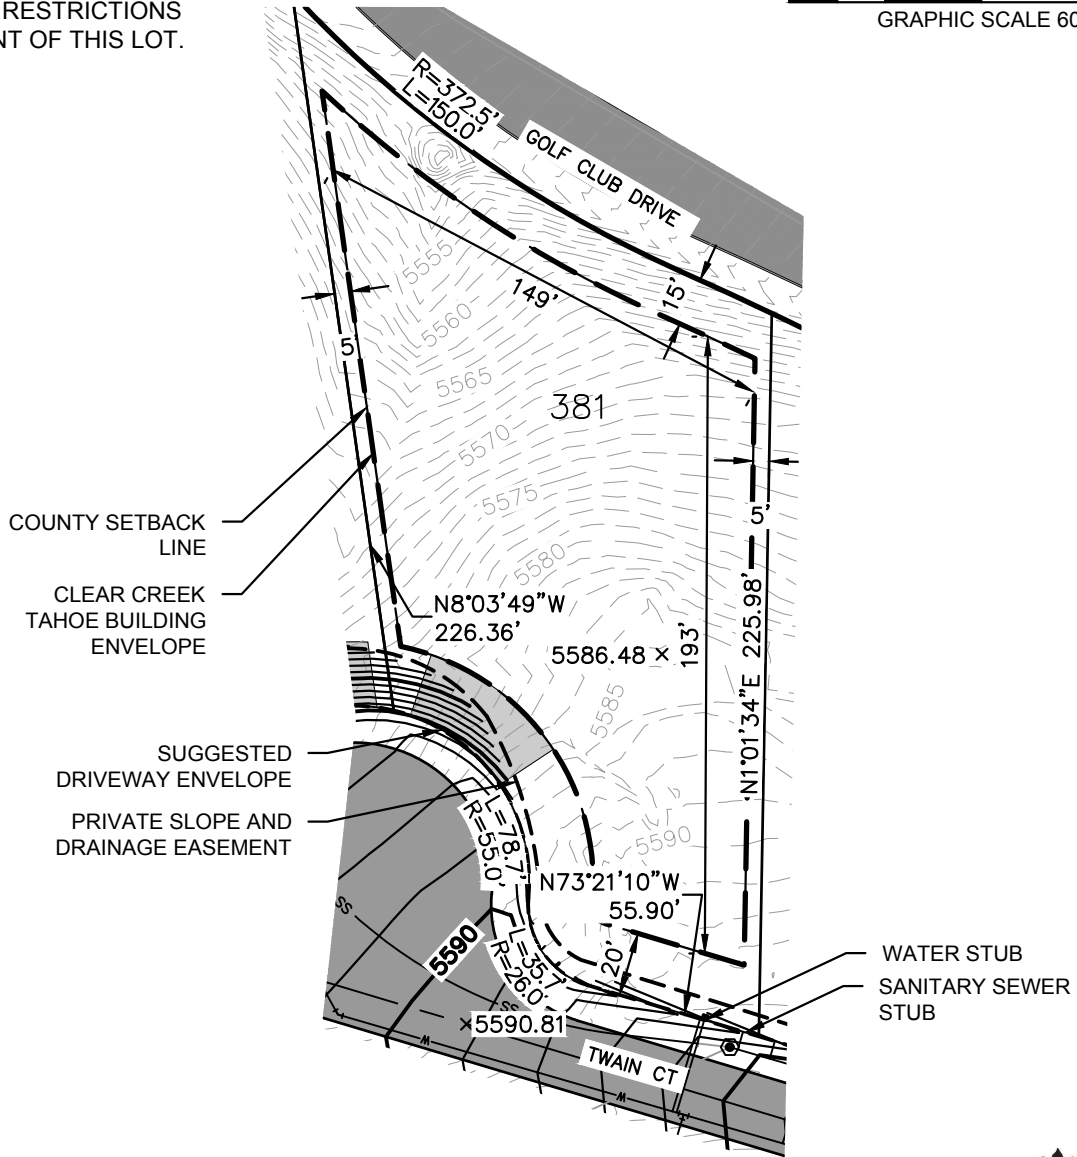 RESTRICTIONS
NT OF THIS LOT.
GRAPHIC SCALE 60
R=372.5'
L=150.0'
GOLF CLUB DRIVE
5555
149'
15'
5560
5'
5565
381
5570
5575
5'
COUNTY SETBACK
LINE
5580
CLEAR CREEK
TAHOE BUILDING
ENVELOPE
N8°03'49"W
226.36'
5586.48 ×
193'
N1°01'34"E 225.98'
5585
SUGGESTED
DRIVEWAY ENVELOPE
PRIVATE SLOPE AND
DRAINAGE EASEMENT
L=78.7'
R=55.0'
5590
N73°21'10"W
55.90'
SS
5590
L=35.7'
R=26.0'
20'
WATER STUB
SANITARY SEWER
STUB
SS
×5590.81
TWAIN CT
W
W